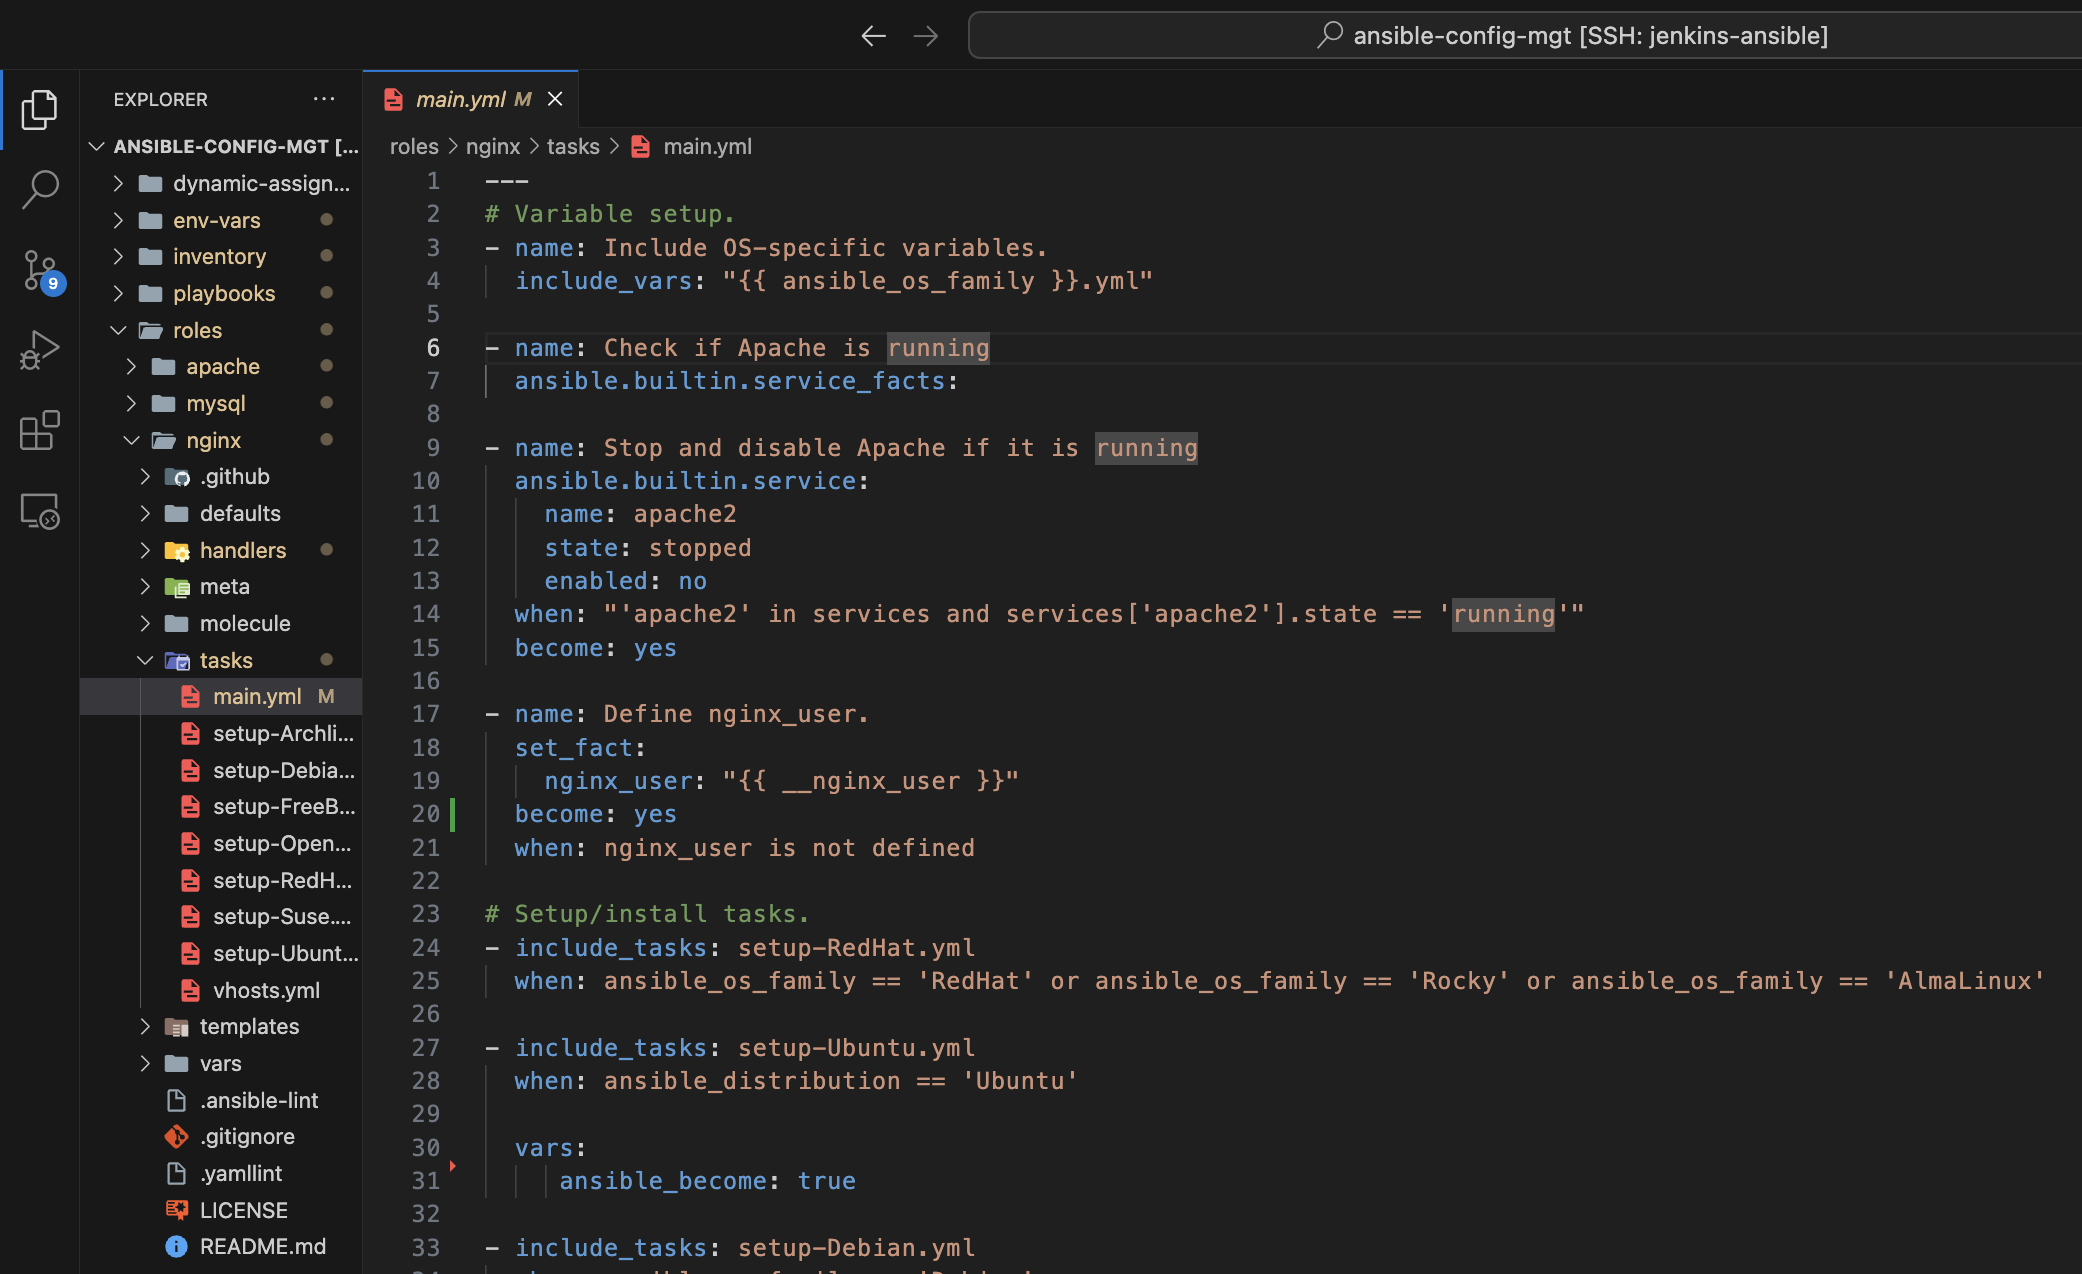 ansible-config-mgt [SSH: jenkins-ansible]
EXPLORER
ANSIBLE-CONFIG-MGT [...
dynamic-assign...
env-vars
inventory
playbooks
roles
apache
mysql
nginx
.github
defaults
handlers
meta
molecule
tasks
main.yml M
setup-Archli...
setup-Debia...
setup-FreeB...
setup-Open...
setup-RedH...
setup-Suse....
setup-Ubunt...
vhosts.yml
templates
vars
.ansible-lint
.gitignore
.yamllint
LICENSE
README.md
9
main.yml M
roles > nginx > tasks > main.yml
1 ---
2 # Variable setup.
3 - name: Include OS-specific variables.
4 include_vars: "{{ ansible_os_family }}.yml"
5
6 - name: Check if Apache is running
7 ansible.builtin.service_facts:
8
9 - name: Stop and disable Apache if it is running
10 ansible.builtin.service:
11 name: apache2
12 state: stopped
13 enabled: no
14 when: "'apache2' in services and services['apache2'].state == 'running'"
15 become: yes
16
17 - name: Define nginx_user.
18 set_fact:
19 nginx_user: "{{ __nginx_user }}"
20 become: yes
21 when: nginx_user is not defined
22
23 # Setup/install tasks.
24 - include_tasks: setup-RedHat.yml
25 when: ansible_os_family == 'RedHat' or ansible_os_family == 'Rocky' or ansible_os_family == 'AlmaLinux'
26
27 - include_tasks: setup-Ubuntu.yml
28 when: ansible_distribution == 'Ubuntu'
29
30 vars:
31 ansible_become: true
32
33 - include_tasks: setup-Debian.yml